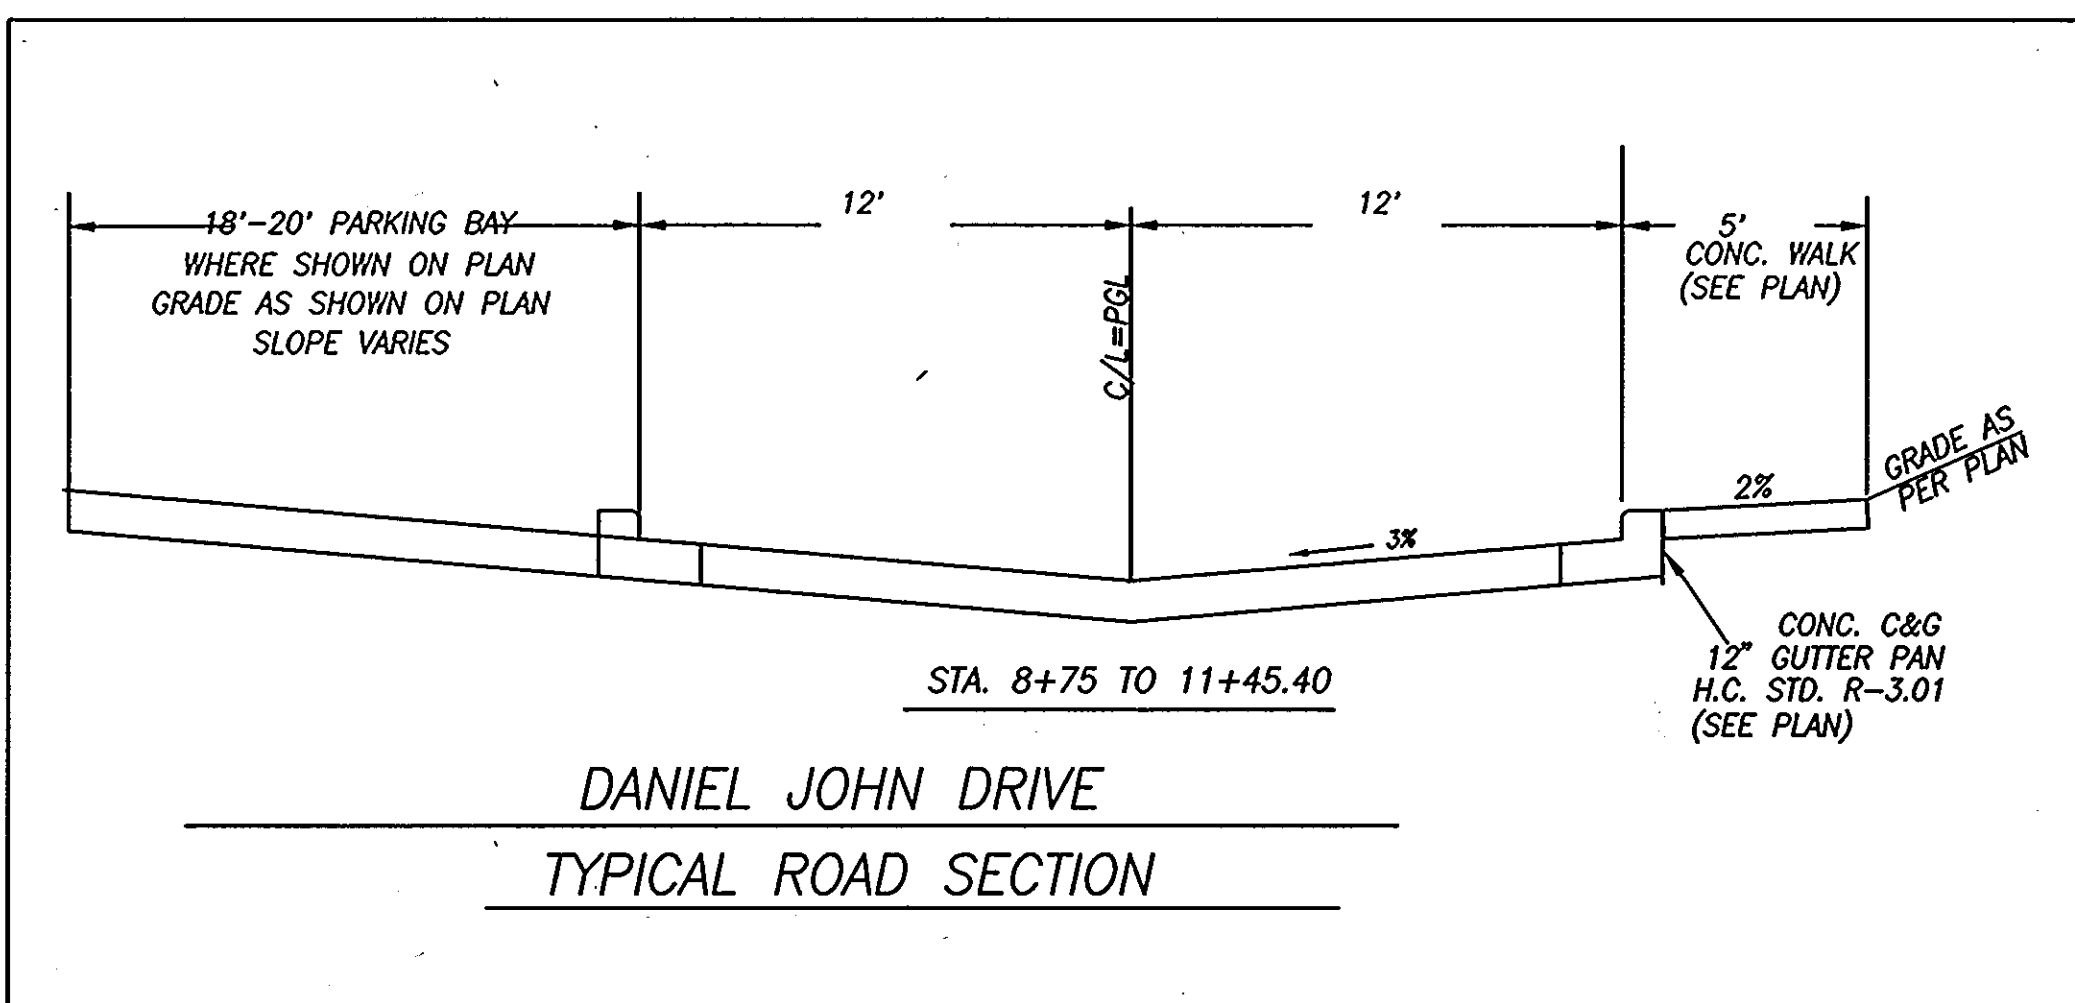 18'-20' PARKING BAY
WHERE SHOWN ON PLAN
GRADE AS SHOWN ON PLAN
SLOPE VARIES
12'
C/L=PGL
12'
5'
CONC. WALK
(SEE PLAN)
GRADE AS
PER PLAN
2%
3%
CONC. C&G
12" GUTTER PAN
H.C. STD. R-3.01
(SEE PLAN)
STA. 8+75 TO 11+45.40
DANIEL JOHN DRIVE
TYPICAL ROAD SECTION